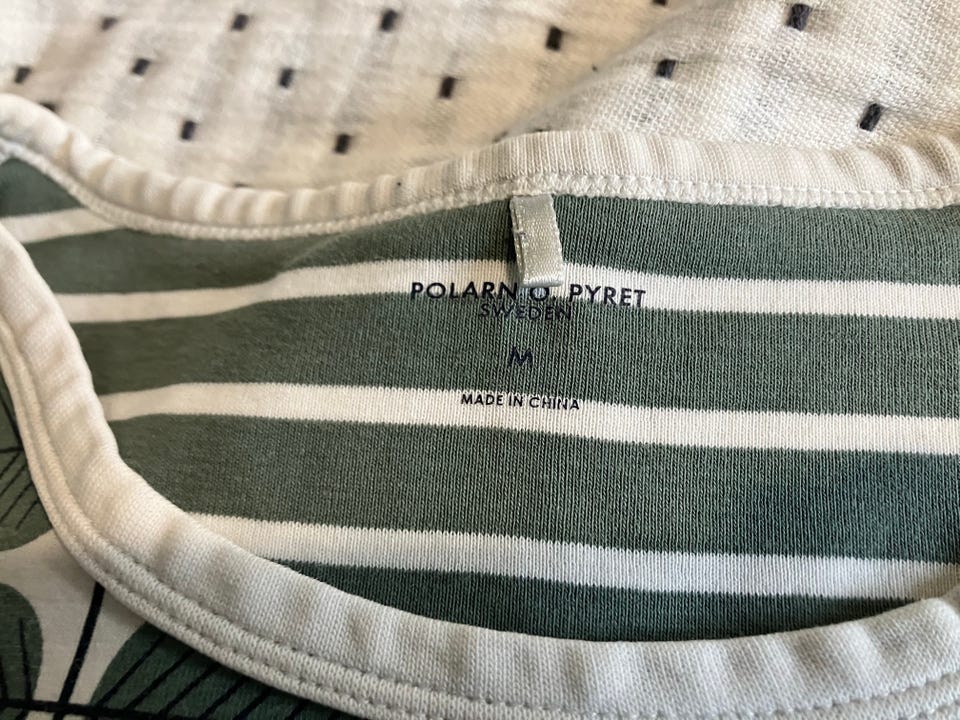 POLARN O. PYRET
SWEDEN
M
MADE IN CHINA